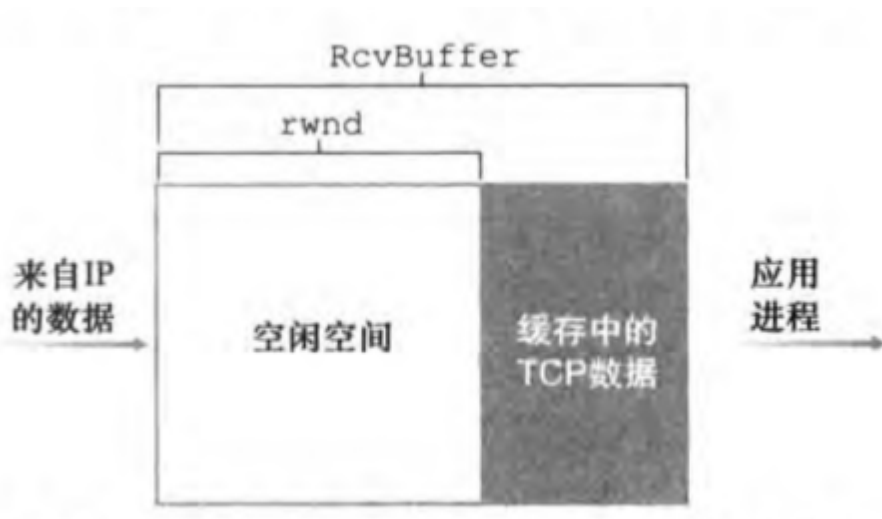 RcvBuffer
rwnd
来自IP
的数据
空闲空间
缓存中的
TCP数据
应用
进程